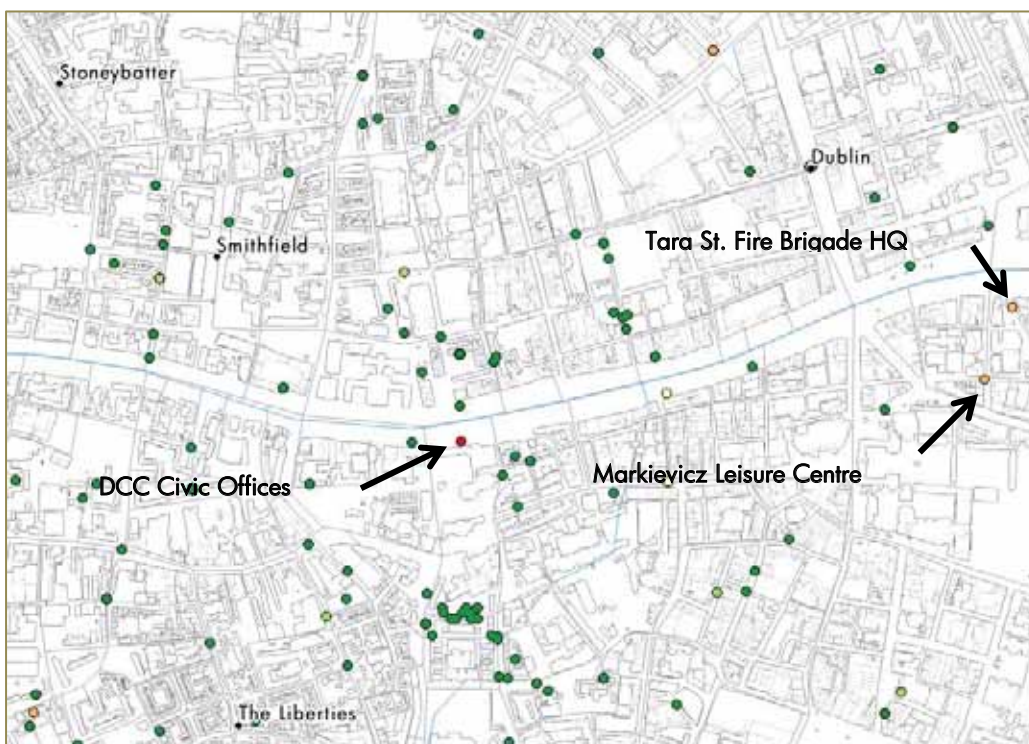 Stoneybatter
Dublin
Smithfield
Tara St. Fire Brigade HQ
DCC Civic Offices
Markievicz Leisure Centre
The Liberties